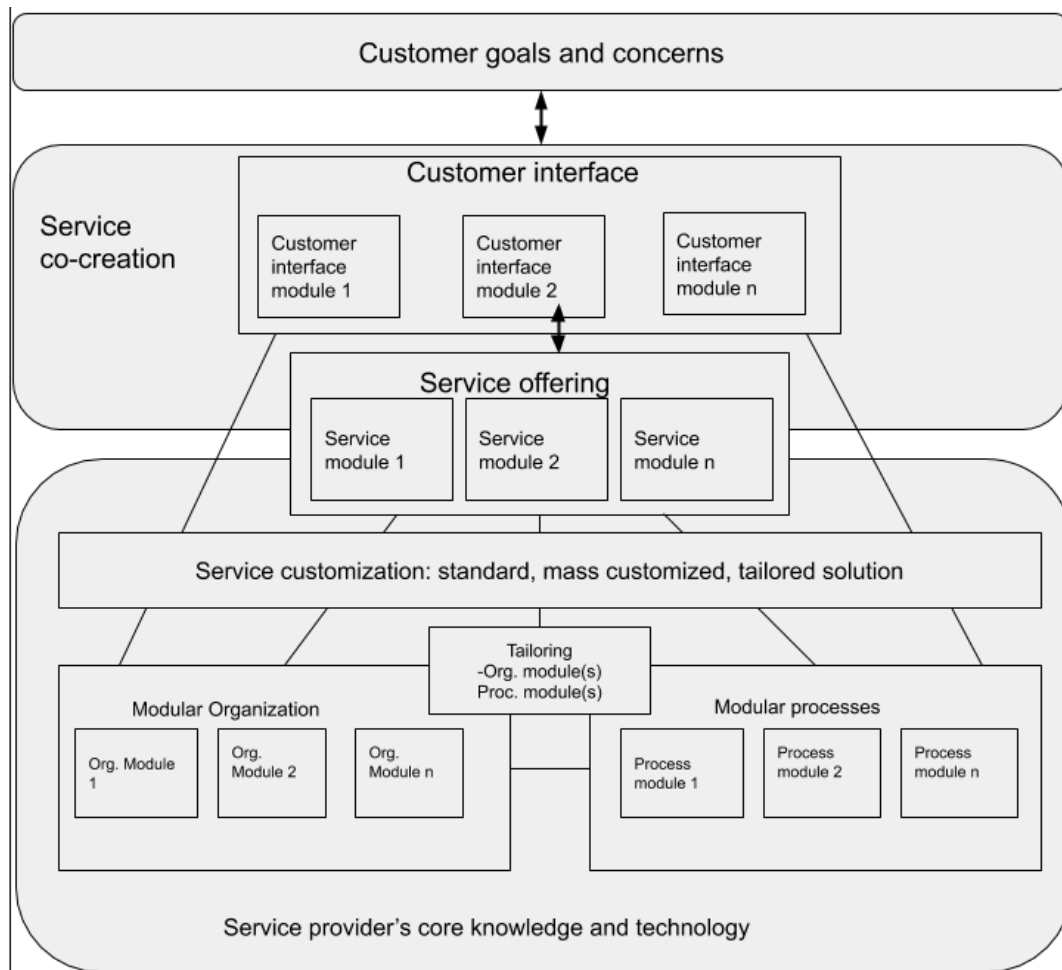 Customer goals and concerns
Customer interface
Service
co-creation
Customer
interface
module 1
Customer
interface
module 2
Customer
interface
module n
Service offering
Service
module 1
Service
module 2
Service
module n
Service customization: standard, mass customized, tailored solution
Tailoring
-Org. module(s)
Proc. module(s)
Modular Organization
Org. Module
1
Org.
Module 2
Org.
Module n
Modular processes
Process
module 1
Process
module 2
Process
module n
Service provider's core knowledge and technology